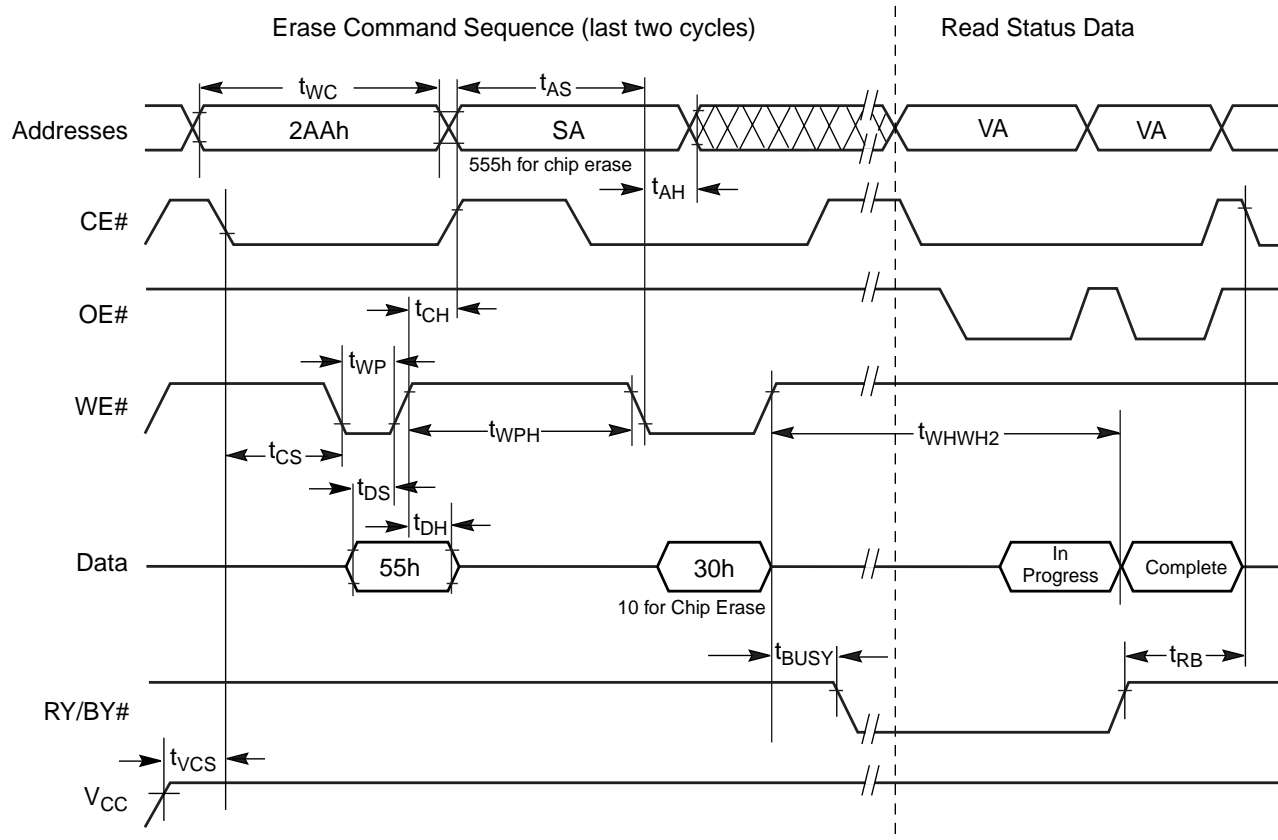 Erase Command Sequence (last two cycles)
Read Status Data
tWC
tAS
Addresses
2AAh
SA
VA
VA
555h for chip erase
tAH
CE#
OE#
tCH
tWP
WE#
tWPH
tWHWH2
tCS
tDS
tDH
Data
55h
30h
In
Progress
Complete
10 for Chip Erase
tBUSY
tRB
RY/BY#
tVCS
VCC